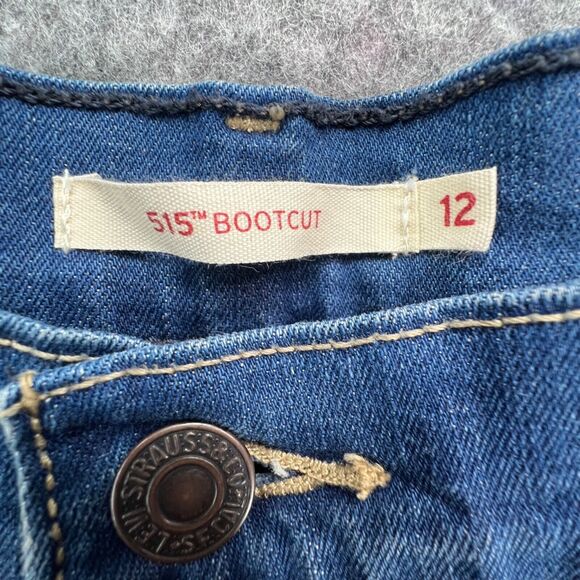 515™ BOOTCUT 12
LEVI STRAUSS & CO. S.F. CAL.